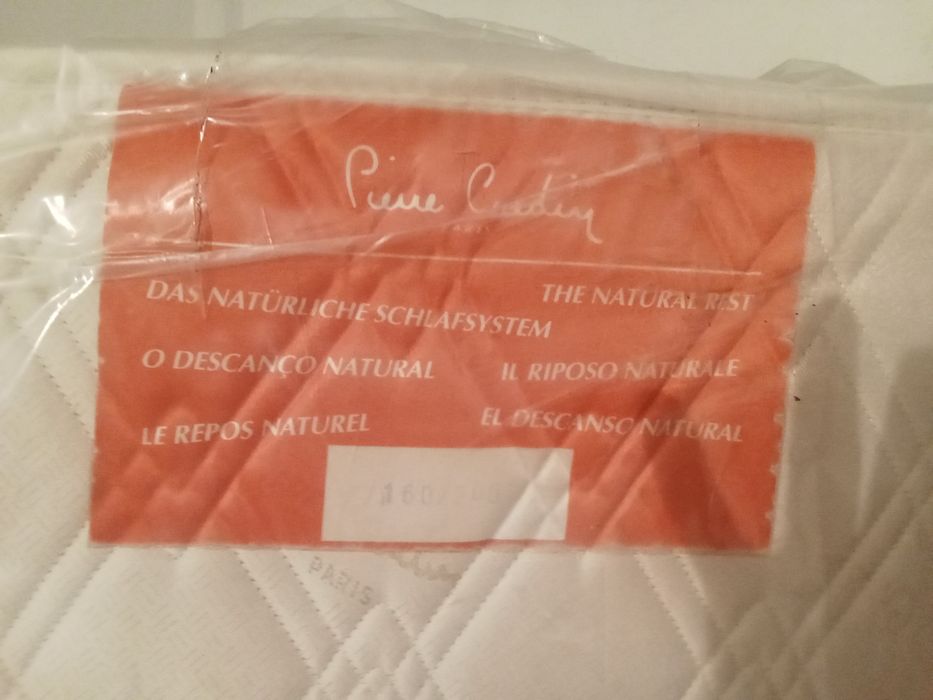 Pierre Cardin
DAS NATÜRLICHE SCHLAFSYSTEM
THE NATURAL REST
O DESCANÇO NATURAL
IL RIPOSO NATURALE
LE REPOS NATUREL
EL DESCANSO NATURAL
PARIS